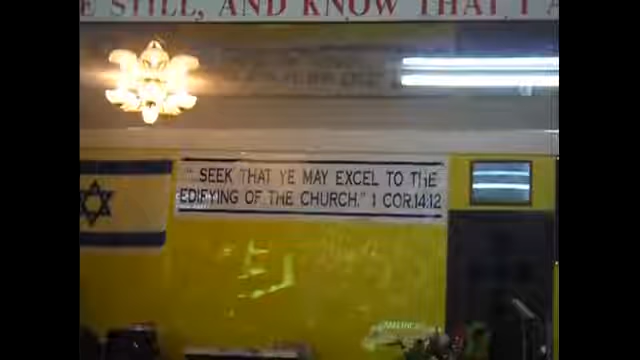 E STILL, AND KNOW THAT I A
" SEEK THAT YE MAY EXCEL TO THE
EDIFYING OF THE CHURCH." 1 COR.14:12